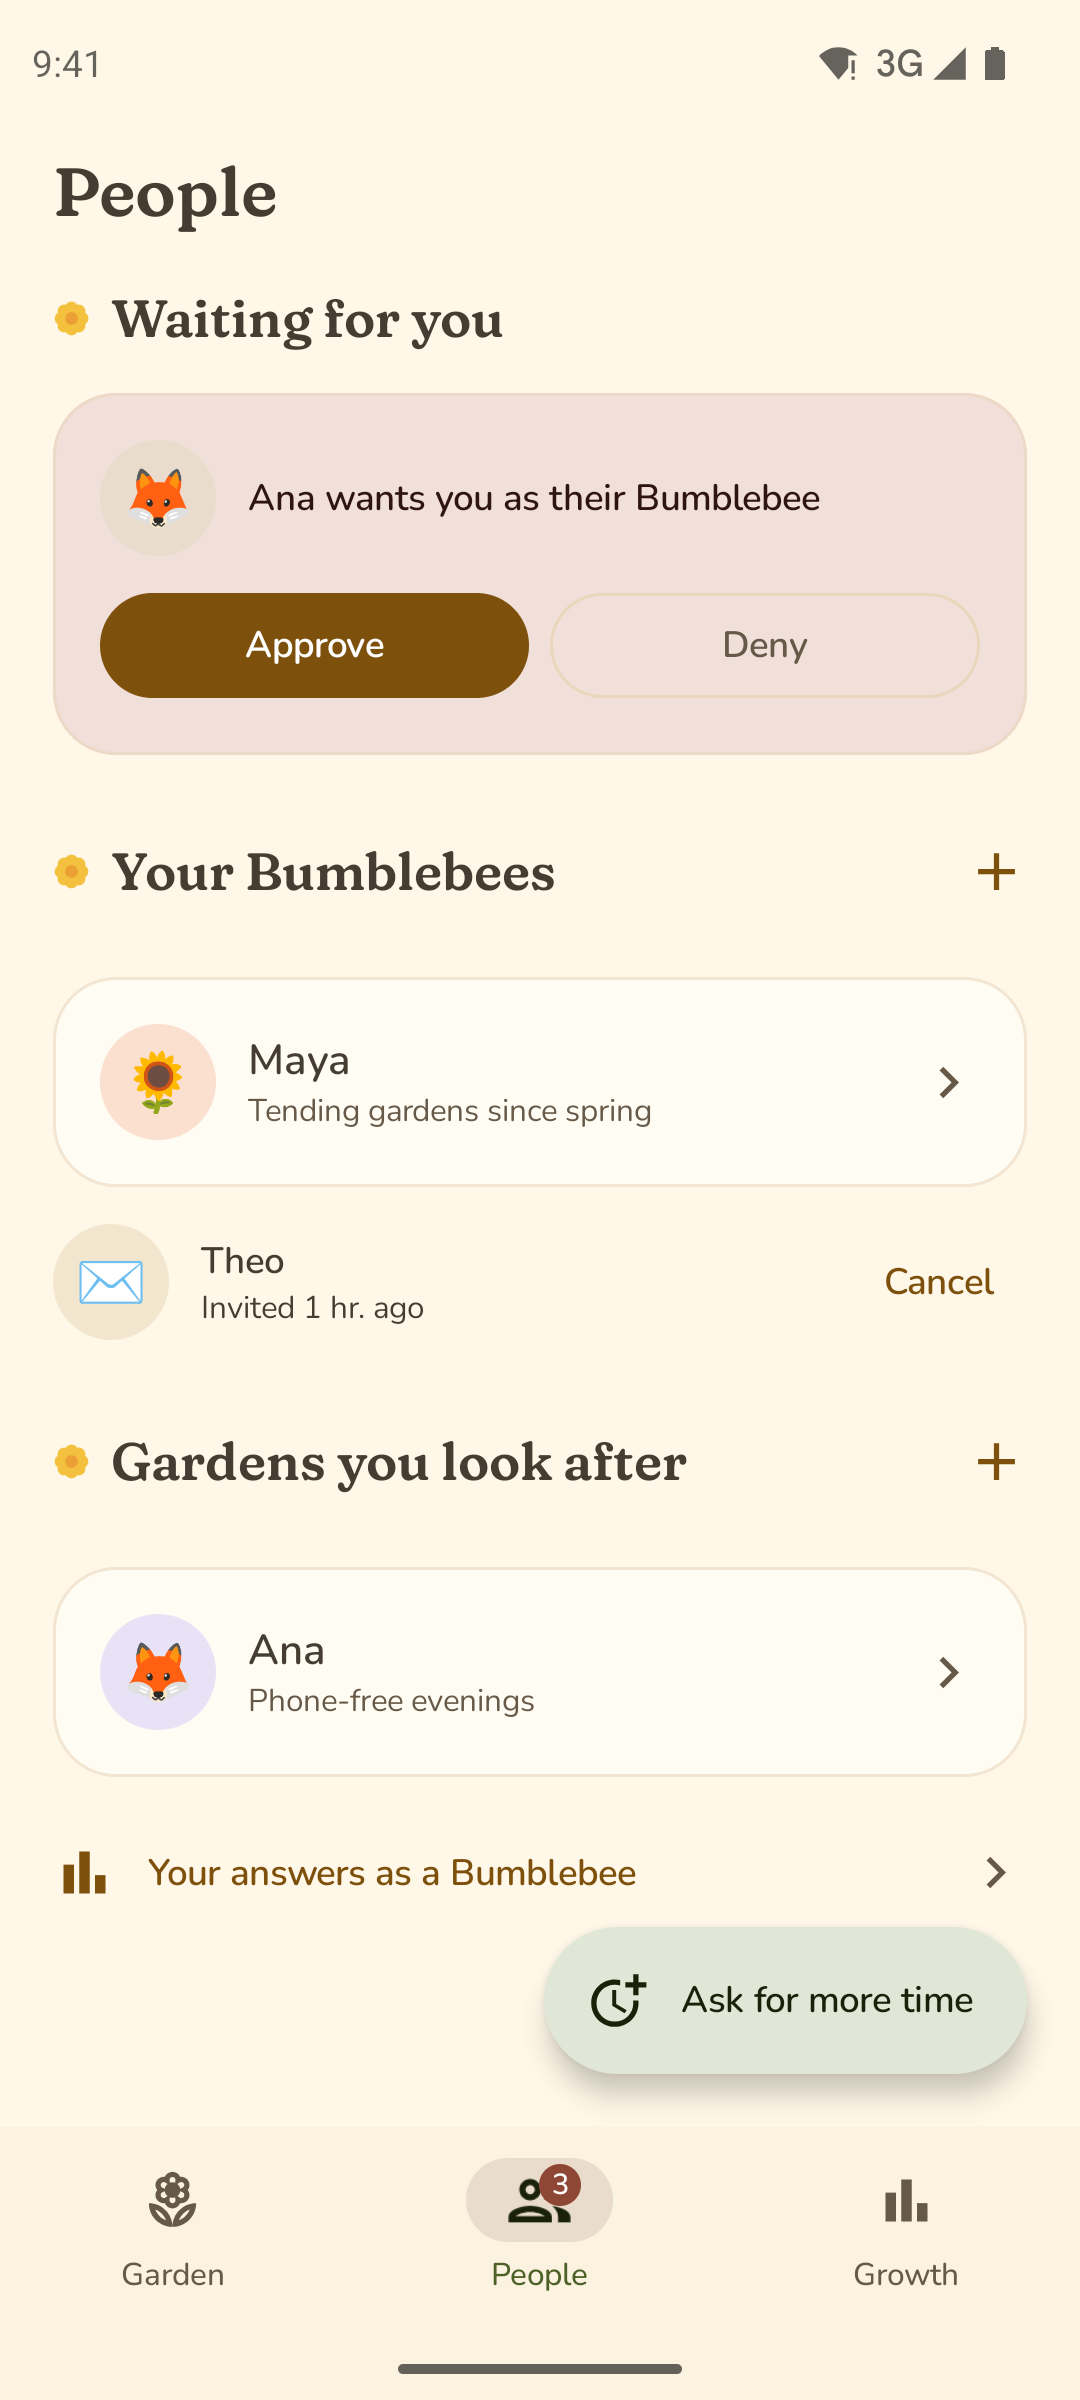 9:41
3G
People
Waiting for you
Ana wants you as their Bumblebee
Approve
Deny
Your Bumblebees
Maya
Tending gardens since spring
Theo
Invited 1 hr. ago
Cancel
Gardens you look after
Ana
Phone-free evenings
Your answers as a Bumblebee
Ask for more time
3
Garden
People
Growth